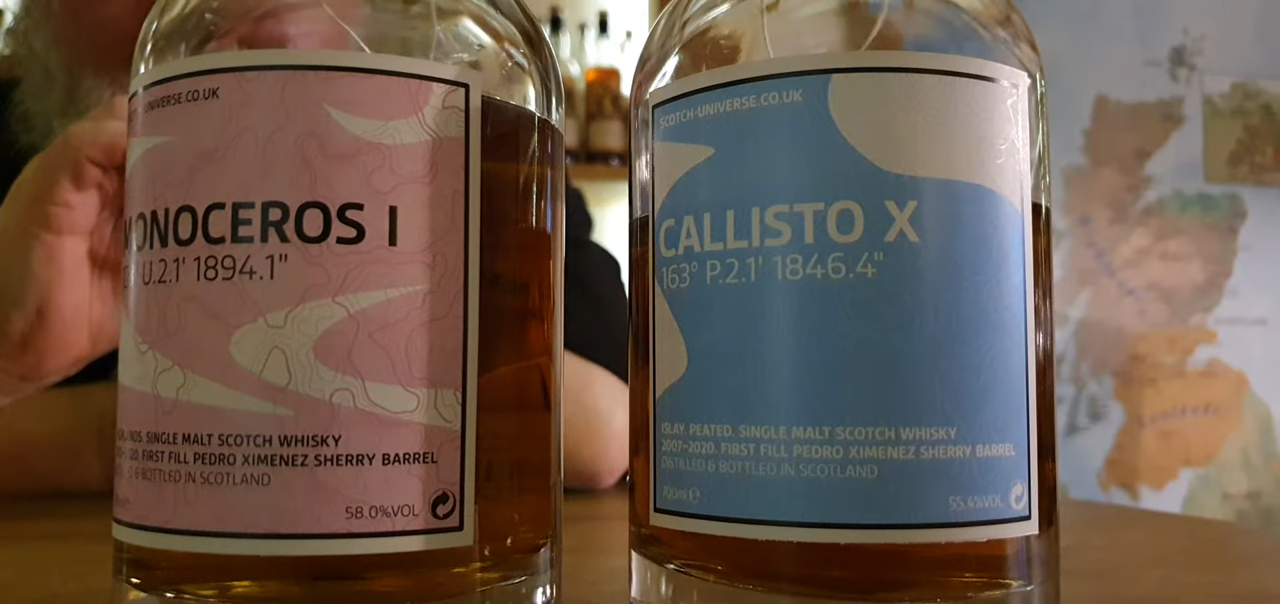 -UNIVERSE.CO.UK
MONOCEROS I
U.2.1' 1894.1"
SINGLE MALT SCOTCH WHISKY
FIRST FILL PEDRO XIMENEZ SHERRY BARREL
& BOTTLED IN SCOTLAND
58.0%VOL
SCOTCH-UNIVERSE.CO.UK
CALLISTO X
163° P.2.1' 1846.4"
ISLAY. PEATED. SINGLE MALT SCOTCH WHISKY
2007-2020. FIRST FILL PEDRO XIMENEZ SHERRY BARREL
DISTILLED & BOTTLED IN SCOTLAND
700ml ℮
55.4%VOL